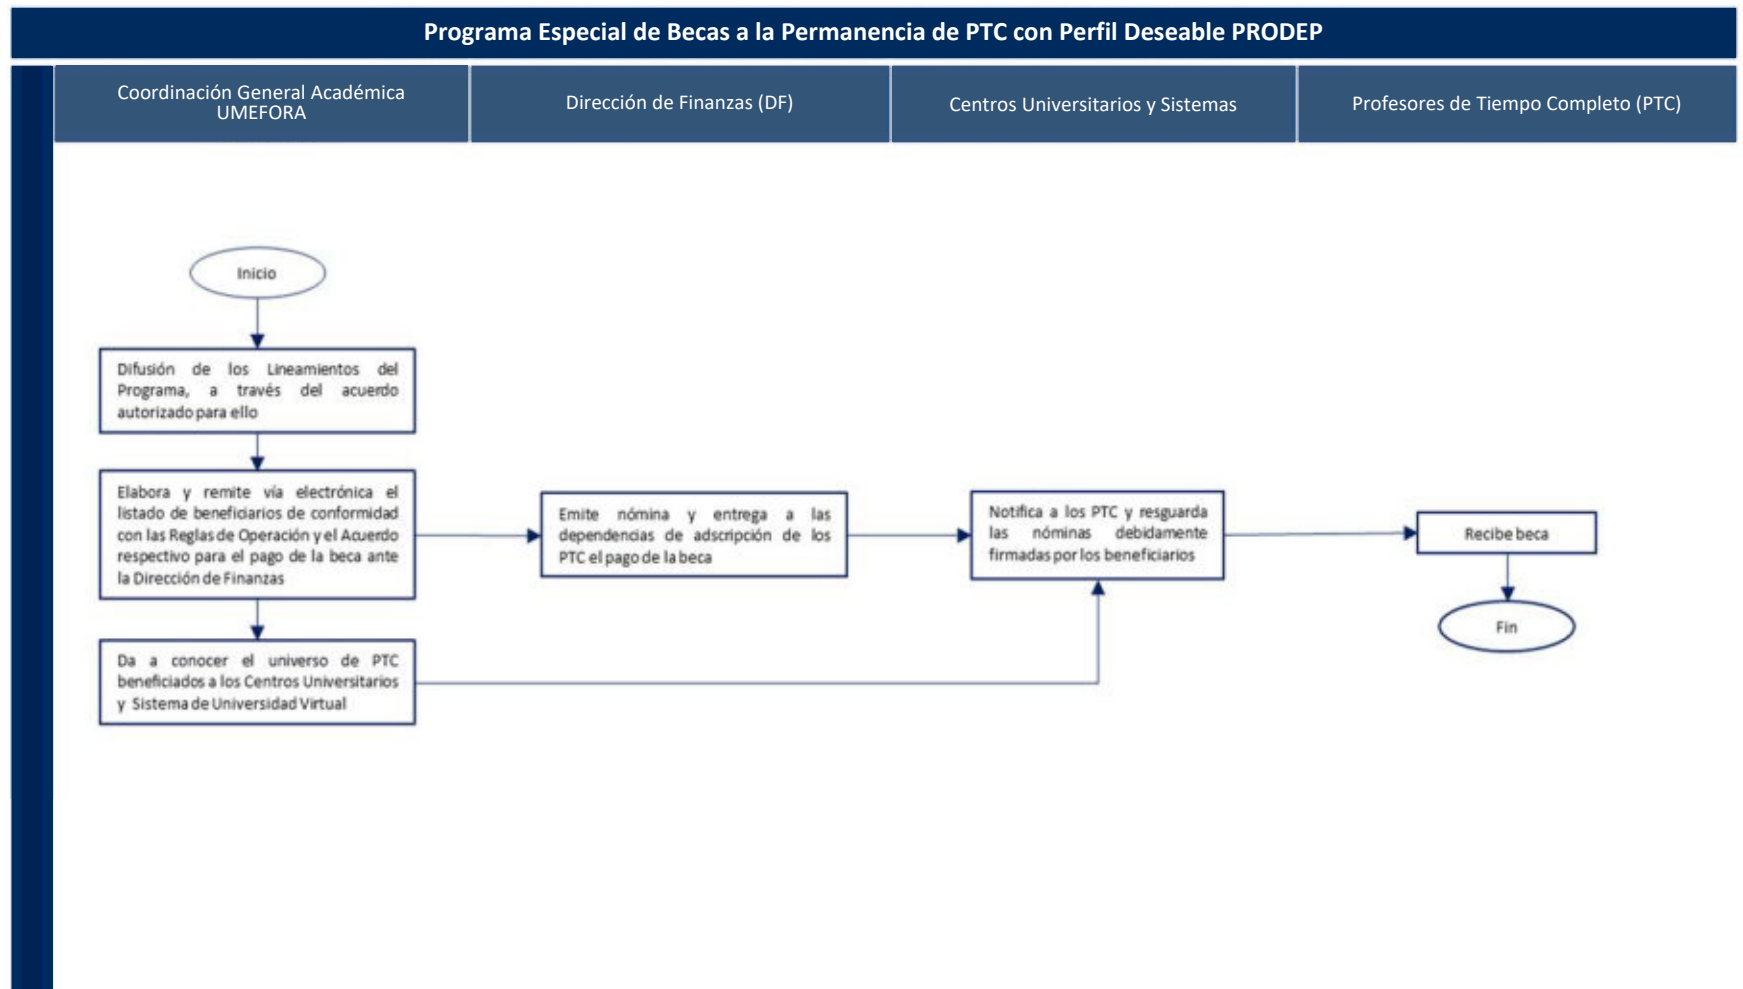 Programa Especial de Becas a la Permanencia de PTC con Perfil Deseable PRODEP
Coordinación General Académica
UMEFORA
Dirección de Finanzas (DF)
Centros Universitarios y Sistemas
Profesores de Tiempo Completo (PTC)
Inicio
Difusión de los Lineamientos del
Programa, a través del acuerdo
autorizado para ello
Elabora y remite vía electrónica el
listado de beneficiarios de conformidad
con las Reglas de Operación y el Acuerdo
respectivo para el pago de la beca ante
la Dirección de Finanzas
Emite nómina y entrega a las
dependencias de adscripción de los
PTC el pago de la beca
Notifica a los PTC y resguarda
las nóminas debidamente
firmadas por los beneficiarios
Recibe beca
Fin
Da a conocer el universo de PTC
beneficiados a los Centros Universitarios
y Sistema de Universidad Virtual